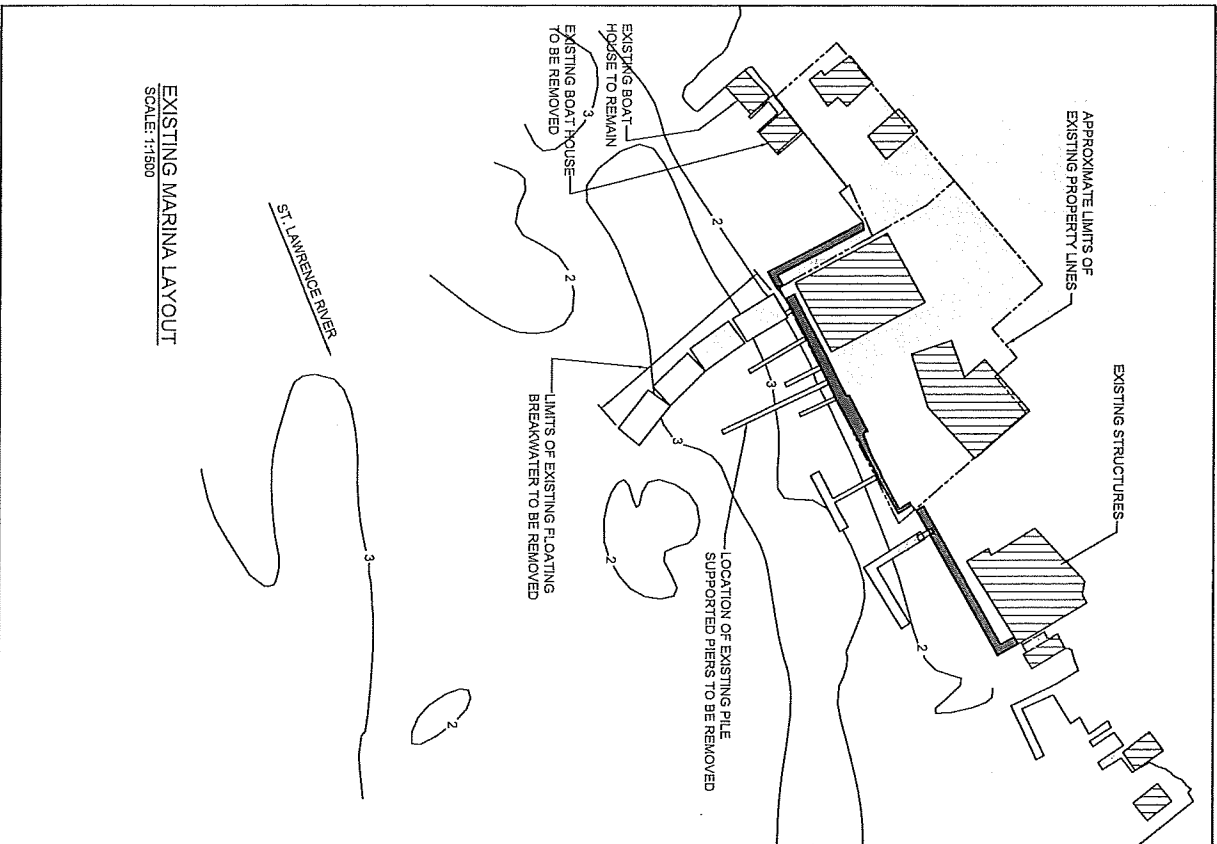 APPROXIMATE LIMITS OF
EXISTING PROPERTY LINES
EXISTING STRUCTURES
EXISTING BOAT
HOUSE TO REMAIN
EXISTING BOAT HOUSE
TO BE REMOVED
LIMITS OF EXISTING FLOATING
BREAKWATER TO BE REMOVED
LOCATION OF EXISTING PILE
SUPPORTED PIERS TO BE REMOVED
ST. LAWRENCE RIVER
3
2
2
3
3
2
2
3
2
EXISTING MARINA LAYOUT
SCALE: 1:1500